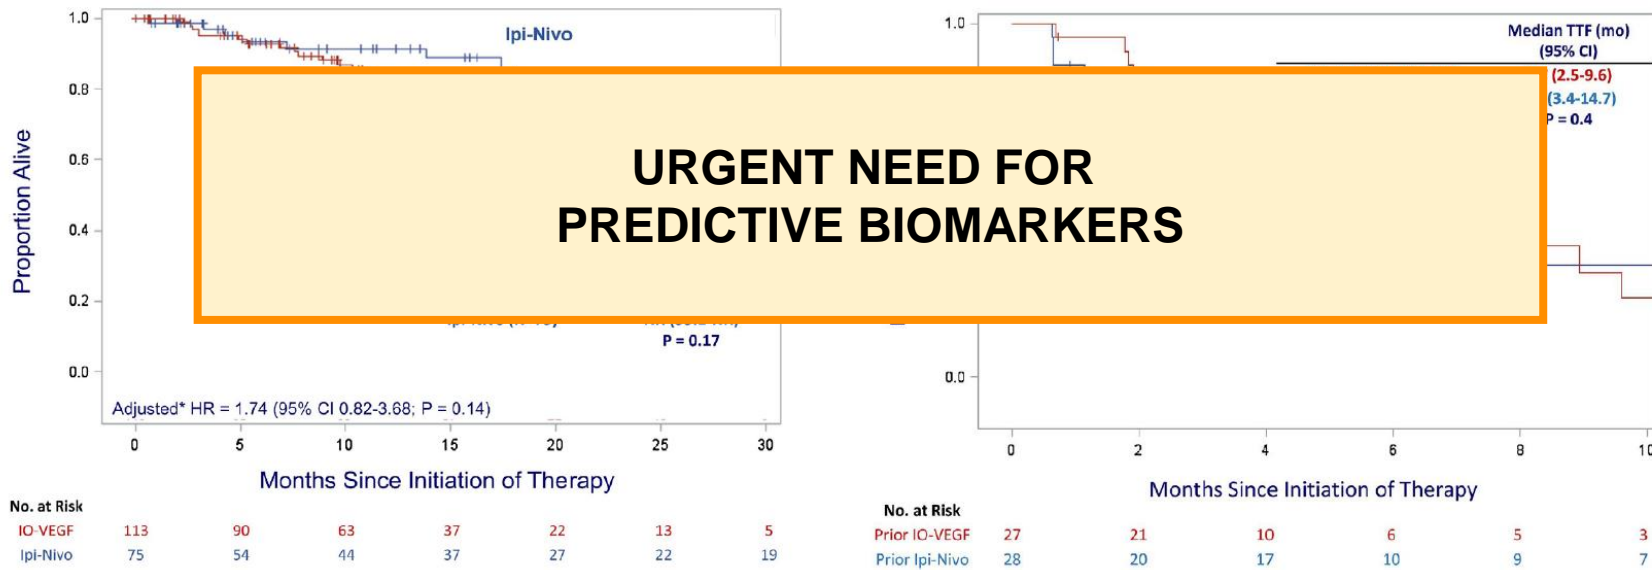 1.0
Ipi-Nivo
0.8
0.6
0.4
0.2
0.0
Proportion Alive
P = 0.17
Adjusted* HR = 1.74 (95% CI 0.82-3.68; P = 0.14)
0 5 10 15 20 25 30
Months Since Initiation of Therapy
No. at Risk
IO-VEGF 113 90 63 37 22 13 5
Ipi-Nivo 75 54 44 37 27 22 19
URGENT NEED FOR
PREDICTIVE BIOMARKERS
1.0
Median TTF (mo)
(95% CI)
(2.5-9.6)
(3.4-14.7)
P = 0.4
0.0
0 2 4 6 8 10
Months Since Initiation of Therapy
No. at Risk
Prior IO-VEGF 27 21 10 6 5 3
Prior Ipi-Nivo 28 20 17 10 9 7